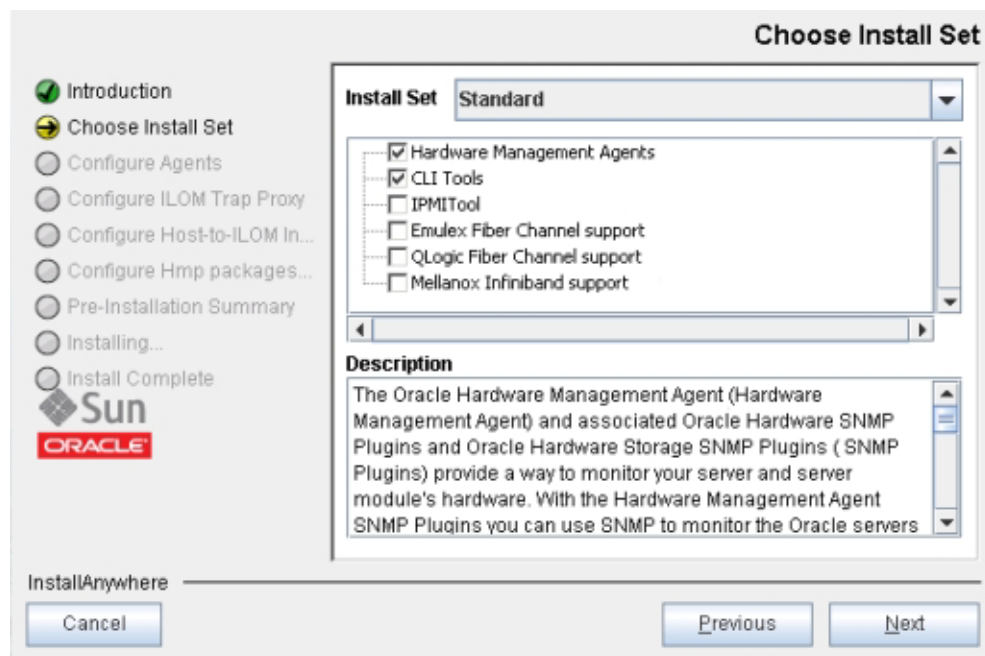 Choose Install Set
Introduction
Choose Install Set
Configure Agents
Configure ILOM Trap Proxy
Configure Host-to-ILOM In...
Configure Hmp packages...
Pre-Installation Summary
Installing...
Install Complete
Sun
ORACLE
Install Set Standard
Hardware Management Agents
CLI Tools
IPMITool
Emulex Fiber Channel support
QLogic Fiber Channel support
Mellanox Infiniband support
Description
The Oracle Hardware Management Agent (Hardware
Management Agent) and associated Oracle Hardware SNMP
Plugins and Oracle Hardware Storage SNMP Plugins ( SNMP
Plugins) provide a way to monitor your server and server
module's hardware. With the Hardware Management Agent
SNMP Plugins you can use SNMP to monitor the Oracle servers
InstallAnywhere
Cancel
Previous
Next